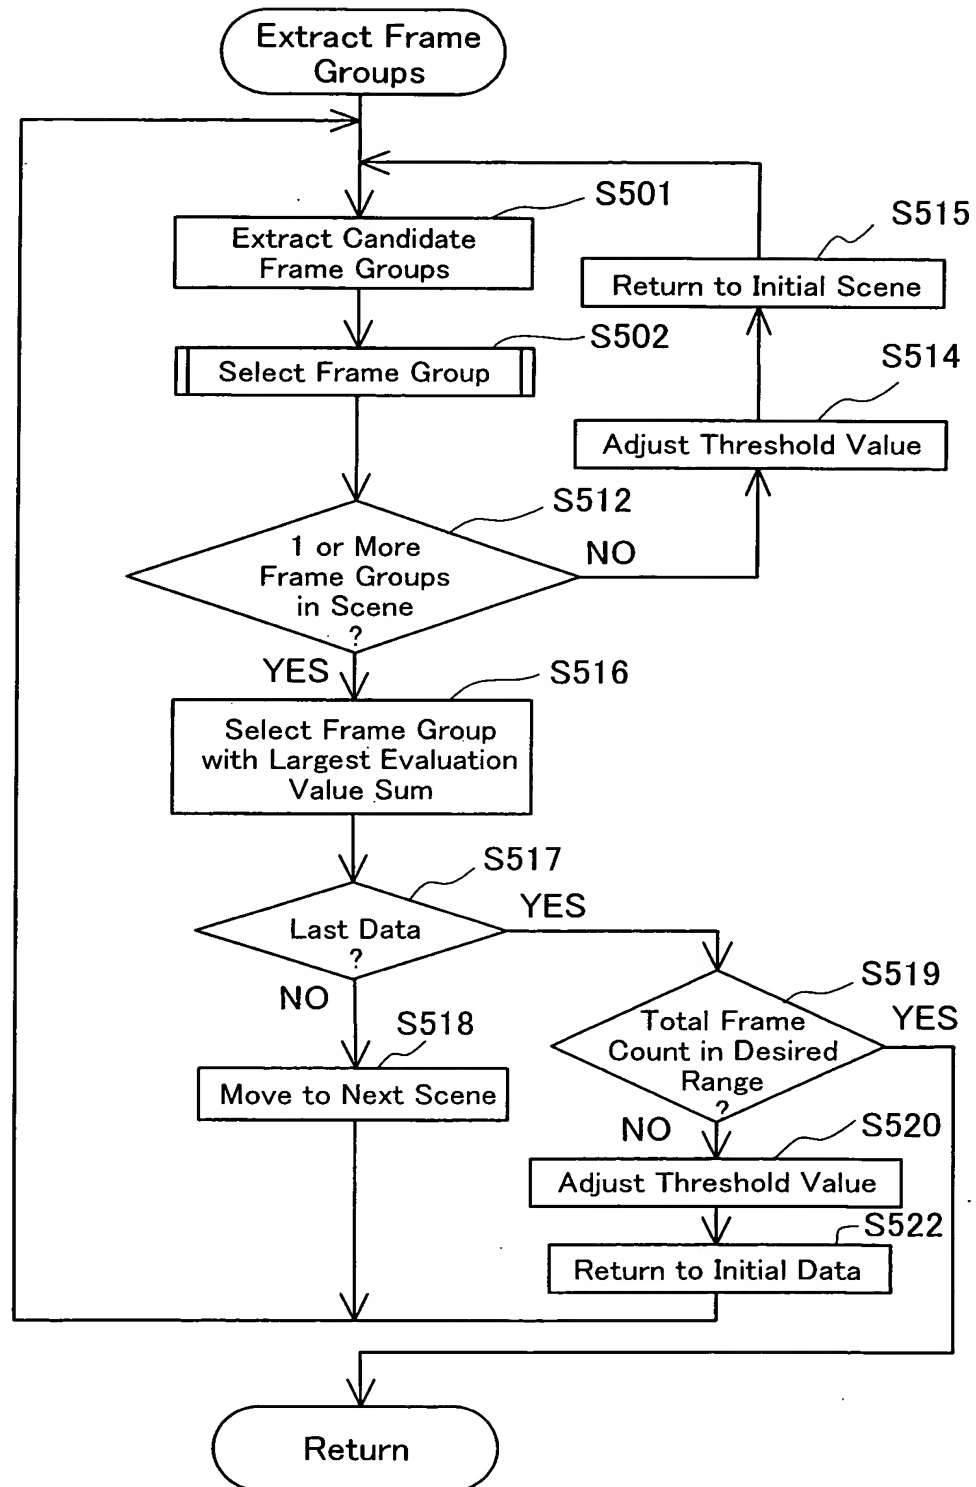 Extract Frame
Groups
S501
Extract Candidate
Frame Groups
S515
Return to Initial Scene
S502
Select Frame Group
S514
Adjust Threshold Value
S512
1 or More
Frame Groups
in Scene
?
NO
YES
S516
Select Frame Group
with Largest Evaluation
Value Sum
S517
Last Data
?
YES
NO
S519
Total Frame
Count in Desired
Range
?
YES
S518
Move to Next Scene
NO
S520
Adjust Threshold Value
S522
Return to Initial Data
Return